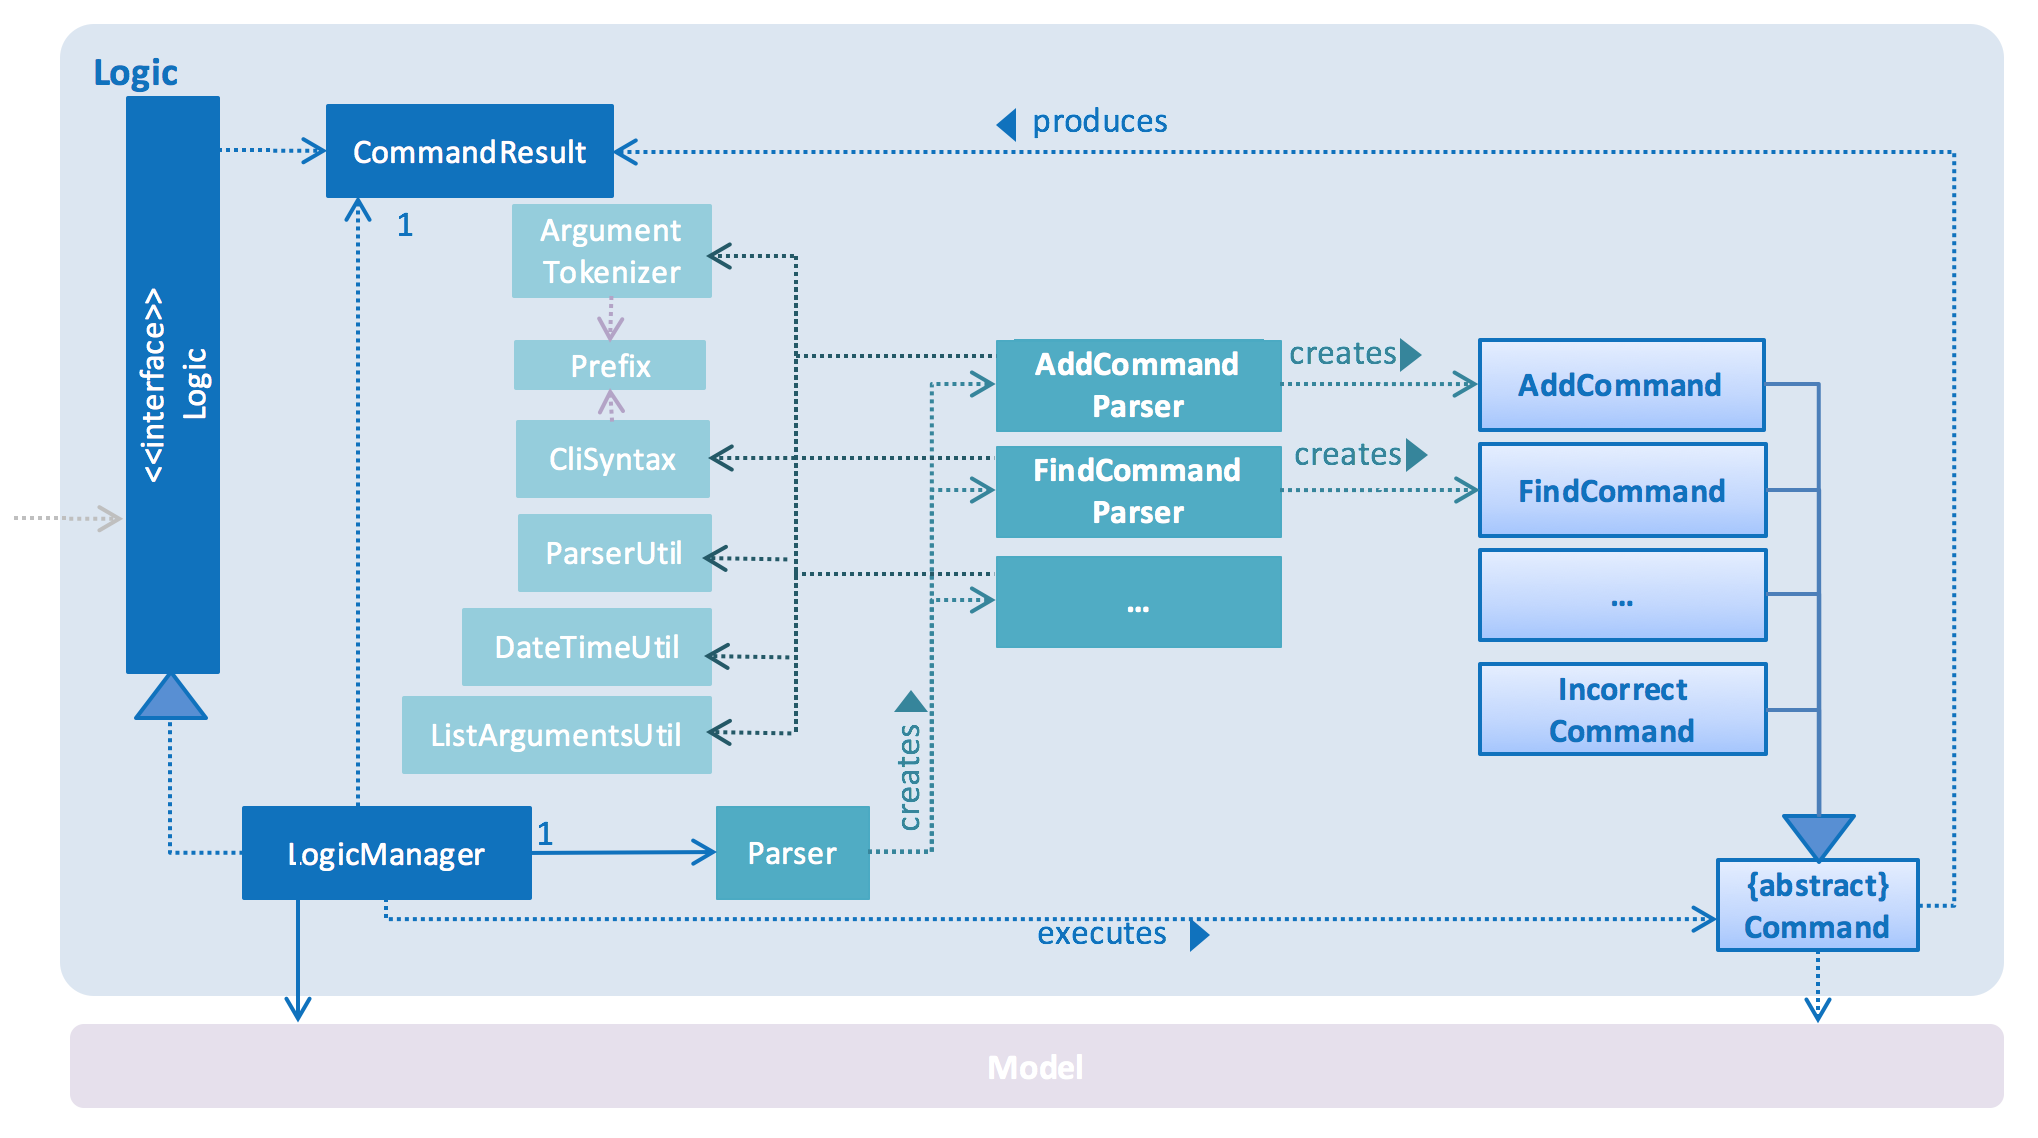 Logic
<<interface>>
Logic
CommandResult
produces
1
Argument
Tokenizer
Prefix
CliSyntax
ParserUtil
DateTimeUtil
ListArgumentsUtil
AddCommand
Parser
creates
AddCommand
FindCommand
Parser
creates
FindCommand
...
...
Incorrect
Command
creates
LogicManager
1
Parser
executes
{abstract}
Command
Model